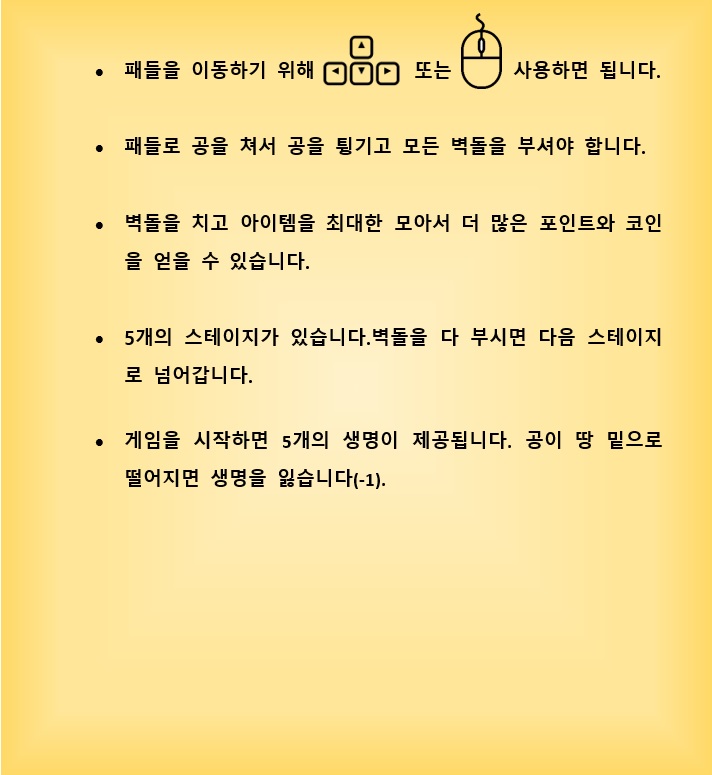 • 패들을 이동하기 위해 또는 사용하면 됩니다.
• 패들로 공을 쳐서 공을 튕기고 모든 벽돌을 부셔야 합니다.
• 벽돌을 치고 아이템을 최대한 모아서 더 많은 포인트와 코인
을 얻을 수 있습니다.
• 5개의 스테이지가 있습니다.벽돌을 다 부시면 다음 스테이지
로 넘어갑니다.
• 게임을 시작하면 5개의 생명이 제공됩니다. 공이 땅 밑으로
떨어지면 생명을 잃습니다(-1).